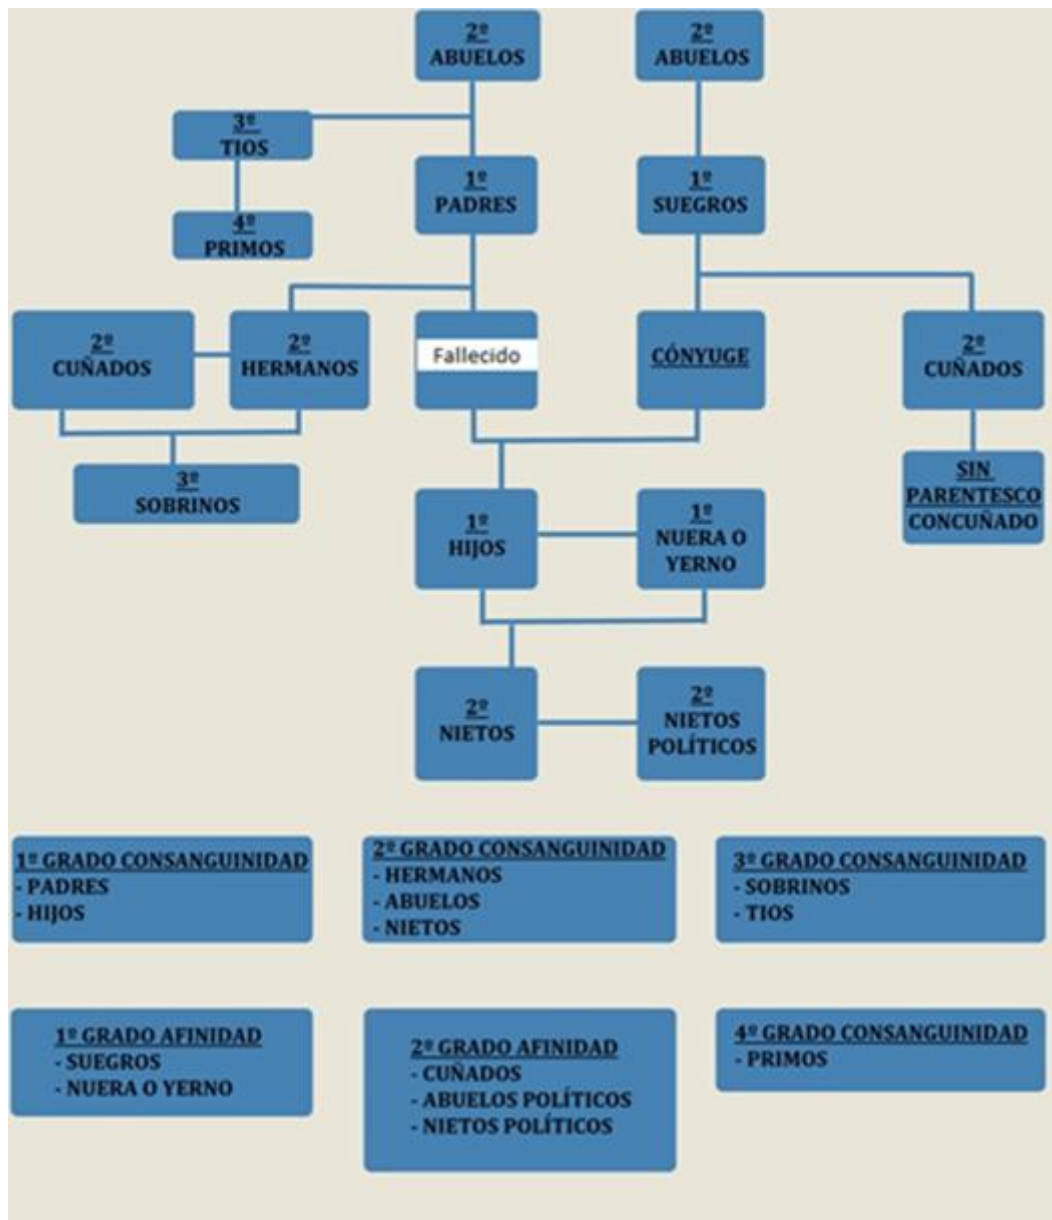 2º
ABUELOS
2º
ABUELOS
3º
TIOS
1º
PADRES
1º
SUEGROS
4º
PRIMOS
2º
CUÑADOS
2º
HERMANOS
Fallecido
CÓNYUGE
2º
CUÑADOS
3º
SOBRINOS
SIN
PARENTESCO
CONCUÑADO
1º
HIJOS
1º
NUERA O
YERNO
2º
NIETOS
2º
NIETOS
POLÍTICOS
1º GRADO CONSANGUINIDAD
- PADRES
- HIJOS
2º GRADO CONSANGUINIDAD
- HERMANOS
- ABUELOS
- NIETOS
3º GRADO CONSANGUINIDAD
- SOBRINOS
- TIOS
1º GRADO AFINIDAD
- SUEGROS
- NUERA O YERNO
2º GRADO AFINIDAD
- CUÑADOS
- ABUELOS POLÍTICOS
- NIETOS POLÍTICOS
4º GRADO CONSANGUINIDAD
- PRIMOS